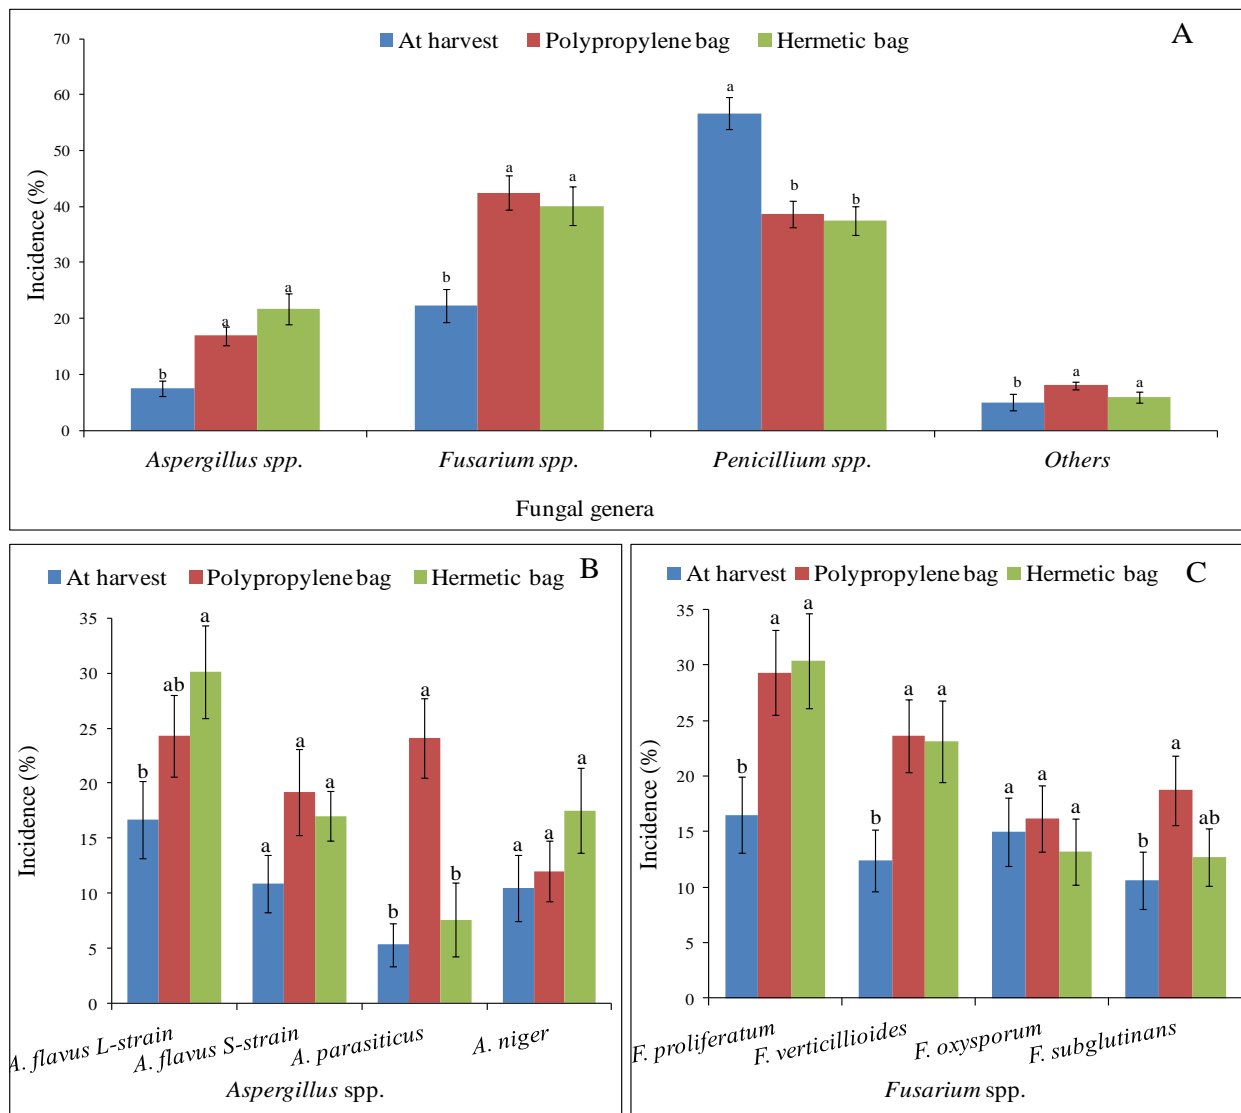 A
At harvest Polypropylene bag Hermetic bag
70
60
50
40
30
20
10
0
Incidence (%)
b a a
b a a
a b b
b a a
Aspergillus spp. Fusarium spp. Penicillium spp. Others
Fungal genera
B
At harvest Polypropylene bag Hermetic bag
35
30
25
20
15
10
5
0
Incidence (%)
b ab a
a a a
b a b
a a a
A. flavus L-strain A. flavus S-strain A. parasiticus A. niger
Aspergillus spp.
C
At harvest Polypropylene bag Hermetic bag
35
30
25
20
15
10
5
0
Incidence (%)
b a a
b a a
a a a
b a ab
F. proliferatum F. verticillioides F. oxysporum F. subglutinans
Fusarium spp.